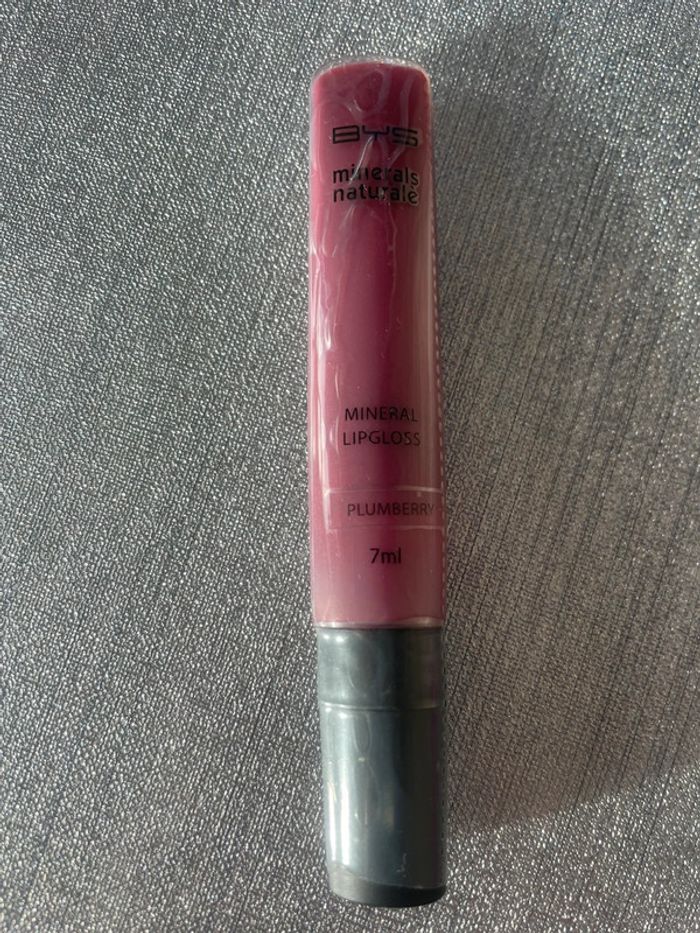 BYS
minerals
naturale
MINERAL
LIPGLOSS
PLUMBERRY
7ml